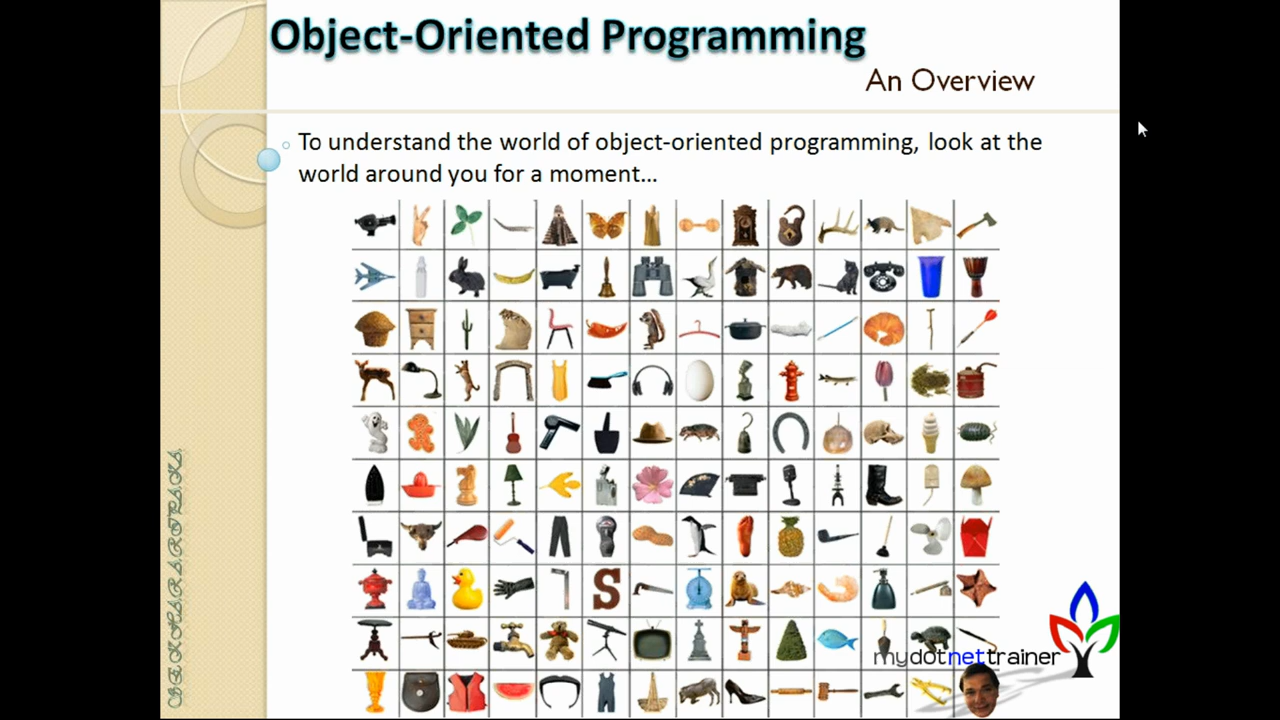 Object-Oriented Programming
An Overview
To understand the world of object-oriented programming, look at the
world around you for a moment...
S
mydotnettrainer